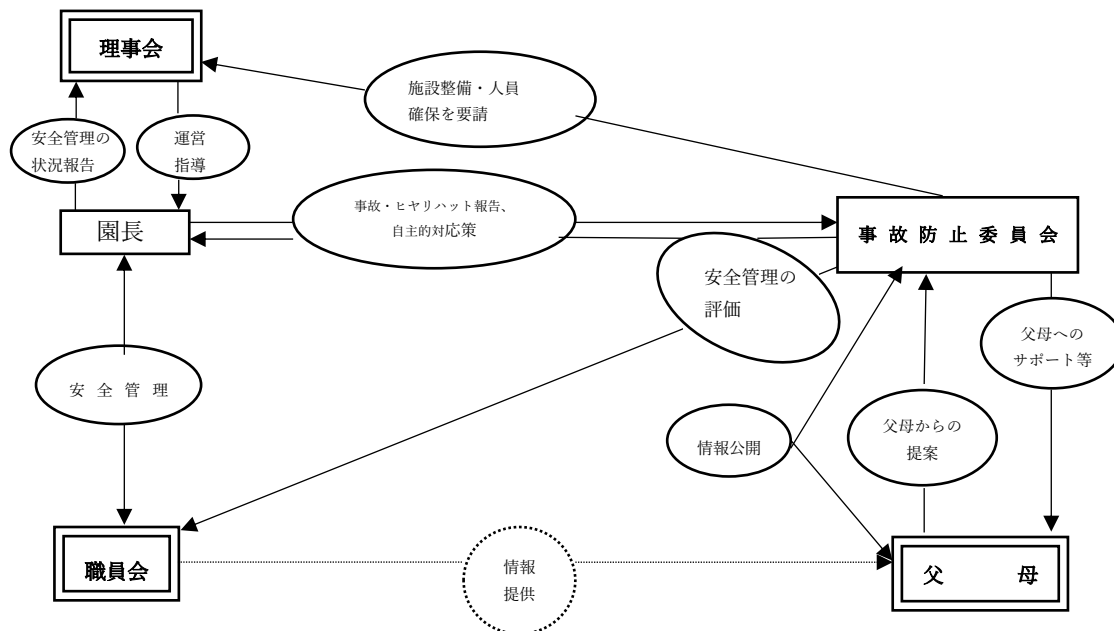 理事会
施設整備・人員
確保を要請
安全管理の
状況報告
運営
指導
事故・ヒヤリハット報告、
自主的対応策
園長
事故防止委員会
安全管理の
評価
父母への
サポート等
安全管理
情報公開
父母からの
提案
職員会
情報
提供
父母